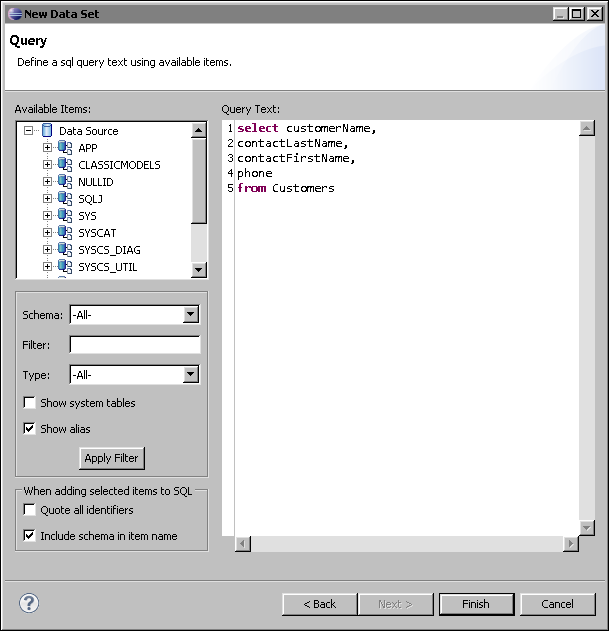 New Data Set
Query
Define a sql query text using available items.
Available Items:
Data Source
APP
CLASSICMODELS
NULLID
SQLJ
SYS
SYSCAT
SYSCS_DIAG
SYSCS_UTIL
Schema: -All-
Filter:
Type: -All-
Show system tables
Show alias
Apply Filter
When adding selected items to SQL
Quote all identifiers
Include schema in item name
Query Text:
1 select customerName,
2 contactLastName,
3 contactFirstName,
4 phone
5 from Customers
? < Back Next > Finish Cancel